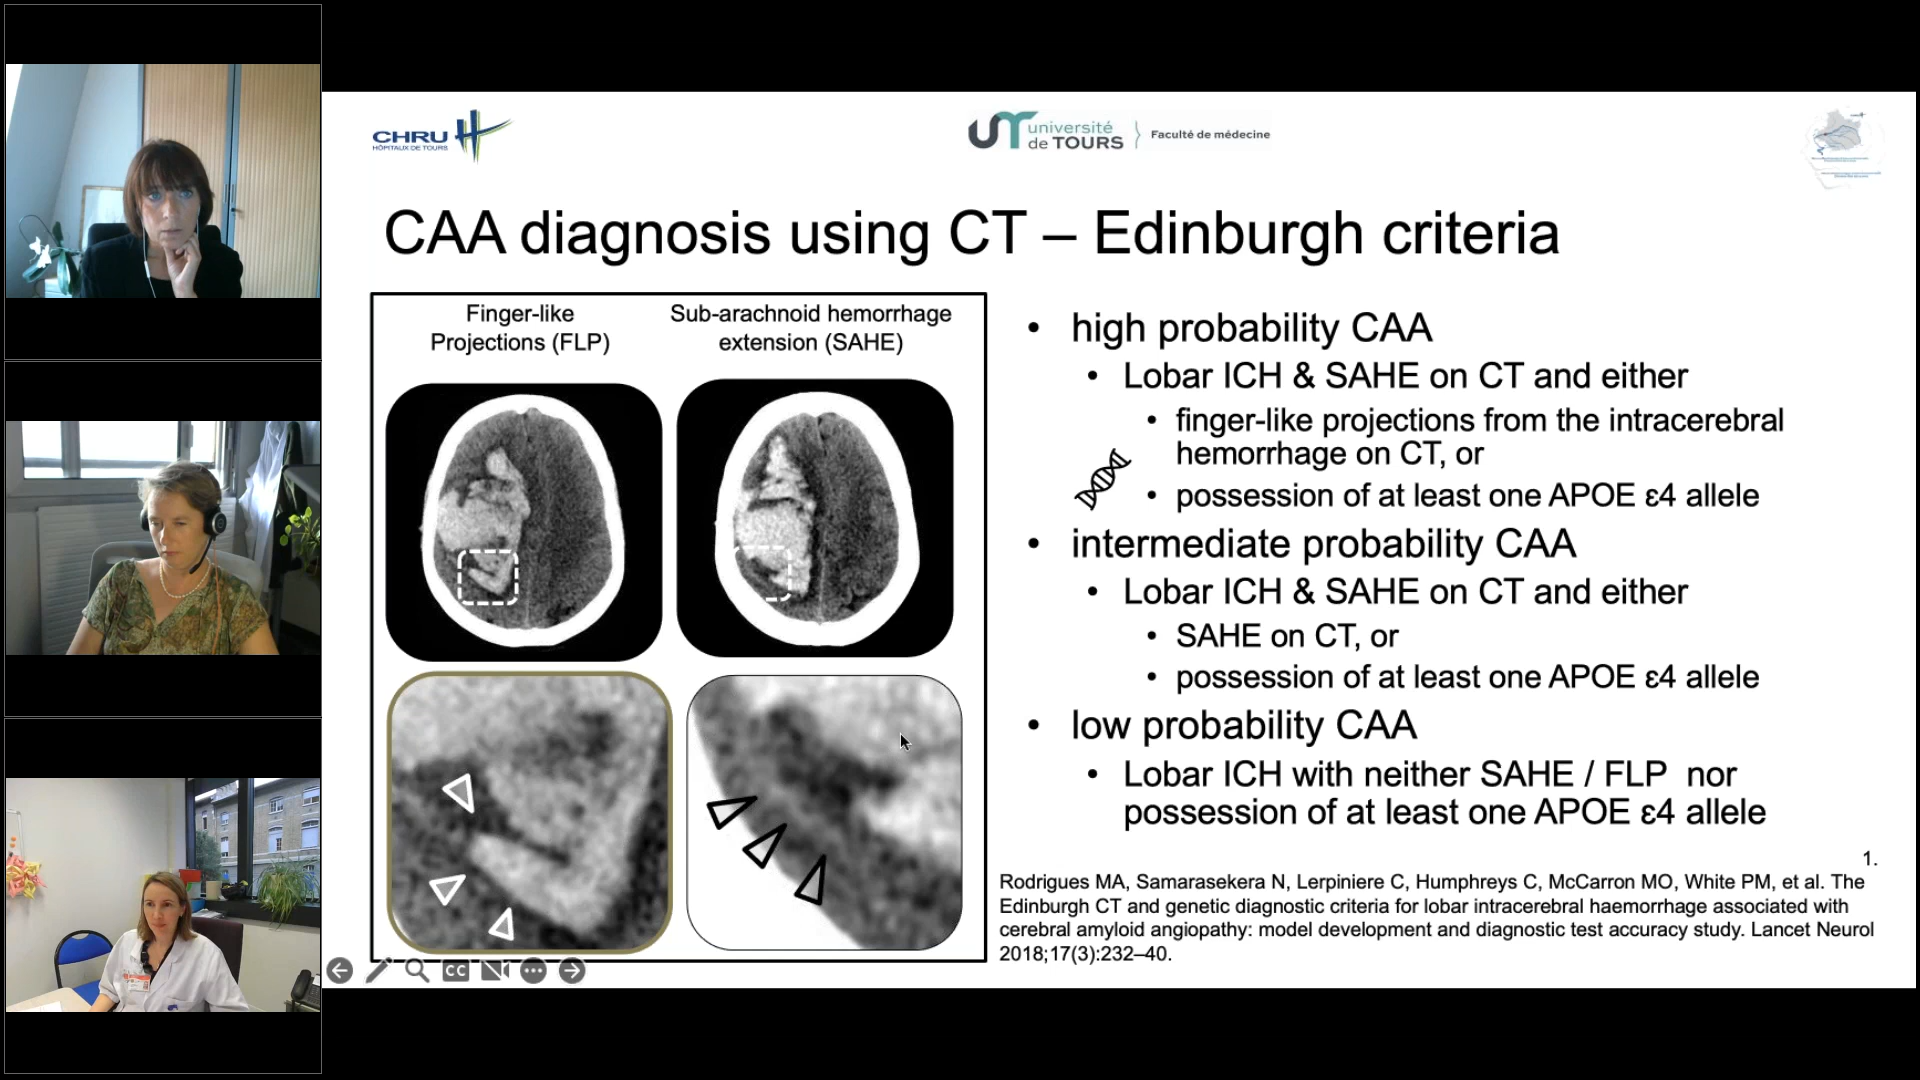 CHRU
HÔPITAUX DE TOURS
université
de TOURS
Faculté de médecine
CAA diagnosis using CT – Edinburgh criteria
Finger-like
Projections (FLP)
Sub-arachnoid hemorrhage
extension (SAHE)
• high probability CAA
• Lobar ICH & SAHE on CT and either
• finger-like projections from the intracerebral
hemorrhage on CT, or
• possession of at least one APOE ε4 allele
• intermediate probability CAA
• Lobar ICH & SAHE on CT and either
• SAHE on CT, or
• possession of at least one APOE ε4 allele
• low probability CAA
• Lobar ICH with neither SAHE / FLP nor
possession of at least one APOE ε4 allele
1.
Rodrigues MA, Samarasekera N, Lerpiniere C, Humphreys C, McCarron MO, White PM, et al. The
Edinburgh CT and genetic diagnostic criteria for lobar intracerebral haemorrhage associated with
cerebral amyloid angiopathy: model development and diagnostic test accuracy study. Lancet Neurol
2018;17(3):232–40.
CC